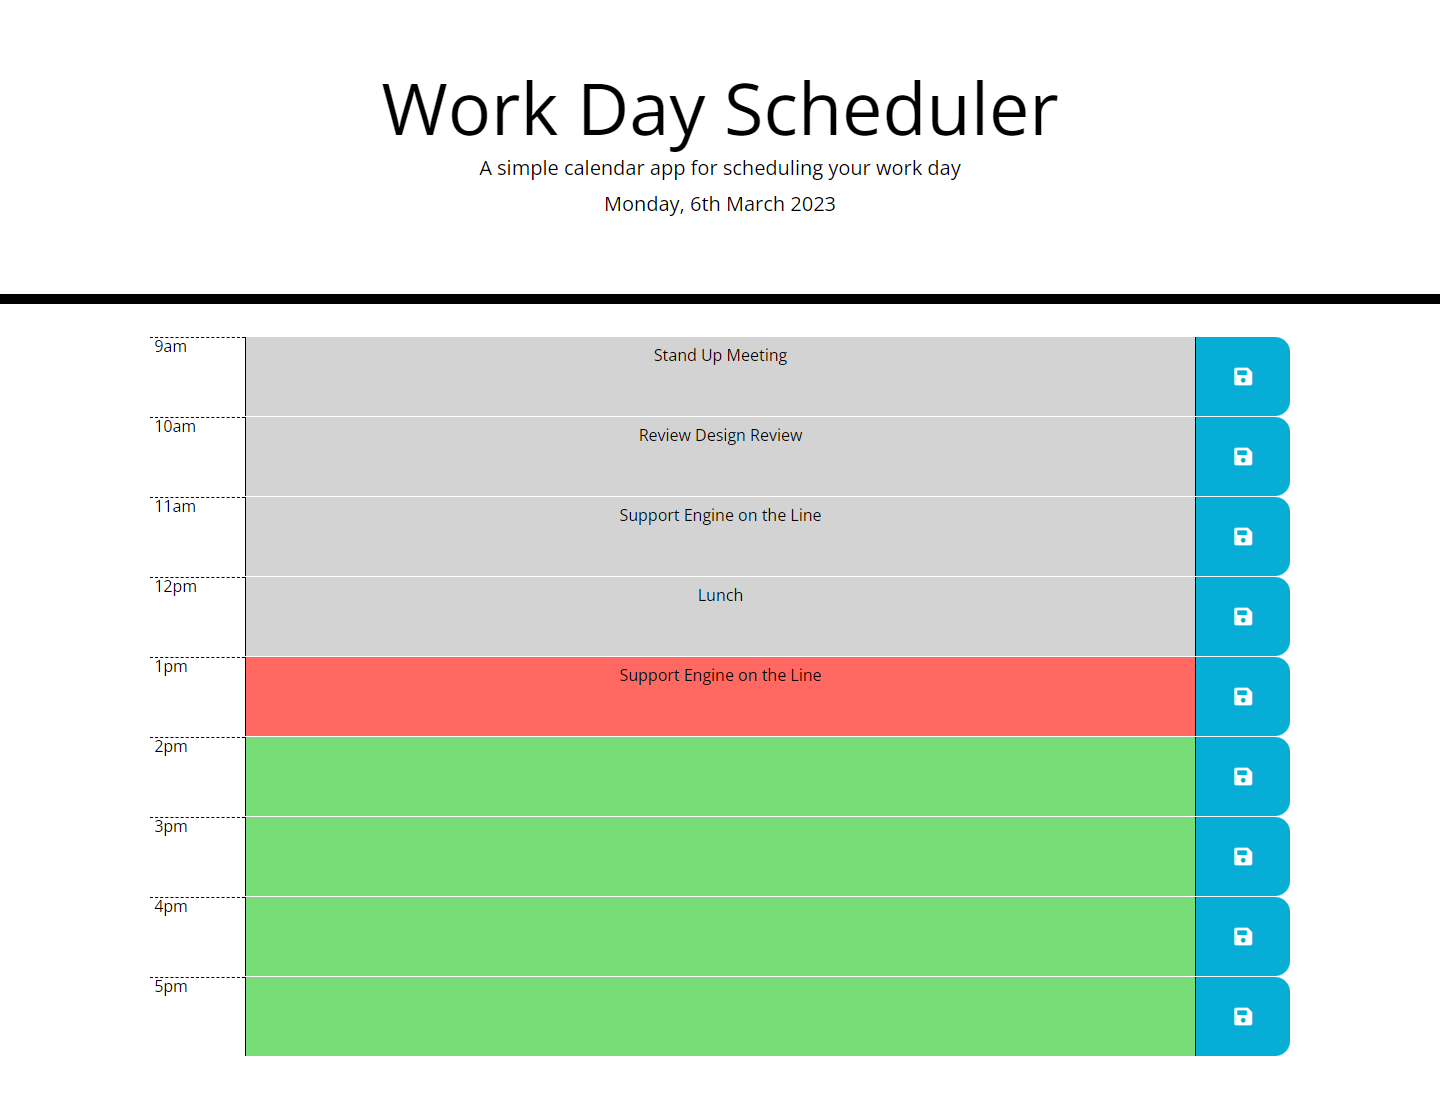 Work Day Scheduler
A simple calendar app for scheduling your work day
Monday, 6th March 2023
9am
Stand Up Meeting
10am
Review Design Review
11am
Support Engine on the Line
12pm
Lunch
1pm
Support Engine on the Line
2pm
3pm
4pm
5pm